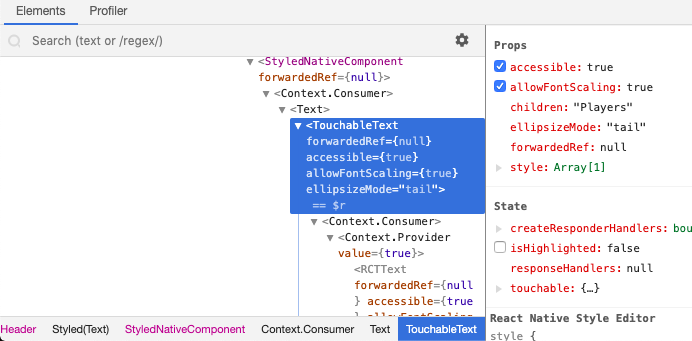 Elements Profiler
Search (text or /regex/)
▼ <StyledNativeComponent
forwardedRef={null}>
▼ <Context.Consumer>
▼ <Text>
▼ <TouchableText
forwardedRef={null}
accessible={true}
allowFontScaling={true}
ellipsizeMode="tail">
== $r
▼ <Context.Consumer>
▼ <Context.Provider
value={true}>
<RCTText
forwardedRef={null
} accessible={true
} allowFontScaling
Header Styled(Text) StyledNativeComponent Context.Consumer Text TouchableText
Props
accessible: true
allowFontScaling: true
children: "Players"
ellipsizeMode: "tail"
forwardedRef: null
▶ style: Array[1]
State
▶ createResponderHandlers: bou
isHighlighted: false
responseHandlers: null
▶ touchable: {…}
React Native Style Editor
style {